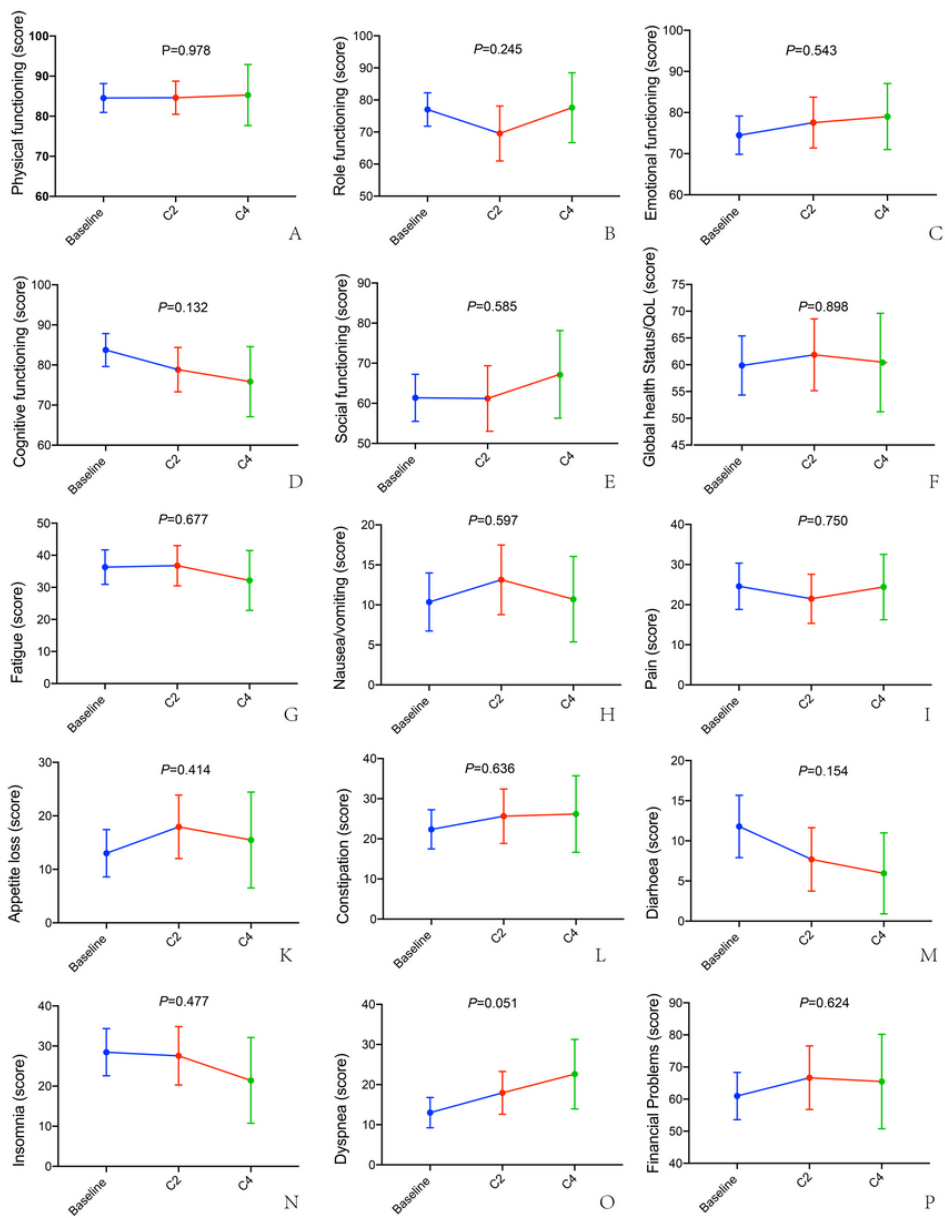 Physical functioning (score)
100
90
80
70
60
P=0.978
Baseline
C2
C4
A
Role functioning (score)
100
90
80
70
60
50
P=0.245
Baseline
C2
C4
B
Emotional functioning (score)
100
90
80
70
60
P=0.543
Baseline
C2
C4
C
Cognitive functioning (score)
100
90
80
70
60
P=0.132
Baseline
C2
C4
D
Social functioning (score)
90
80
70
60
50
P=0.585
Baseline
C2
C4
E
Global health Status/QoL (score)
75
70
65
60
55
50
45
P=0.898
Baseline
C2
C4
F
Fatigue (score)
50
40
30
20
10
0
P=0.677
Baseline
C2
C4
G
Nausea/vomiting (score)
20
15
10
5
0
P=0.597
Baseline
C2
C4
H
Pain (score)
40
30
20
10
0
P=0.750
Baseline
C2
C4
I
Appetite loss (score)
30
20
10
0
P=0.414
Baseline
C2
C4
K
Constipation (score)
40
30
20
10
0
P=0.636
Baseline
C2
C4
L
Diarhoea (score)
20
15
10
5
0
P=0.154
Baseline
C2
C4
M
Insomnia (score)
40
30
20
10
0
P=0.477
Baseline
C2
C4
N
Dyspnea (score)
40
30
20
10
0
P=0.051
Baseline
C2
C4
O
Financial Problems (score)
90
80
70
60
50
40
P=0.624
Baseline
C2
C4
P